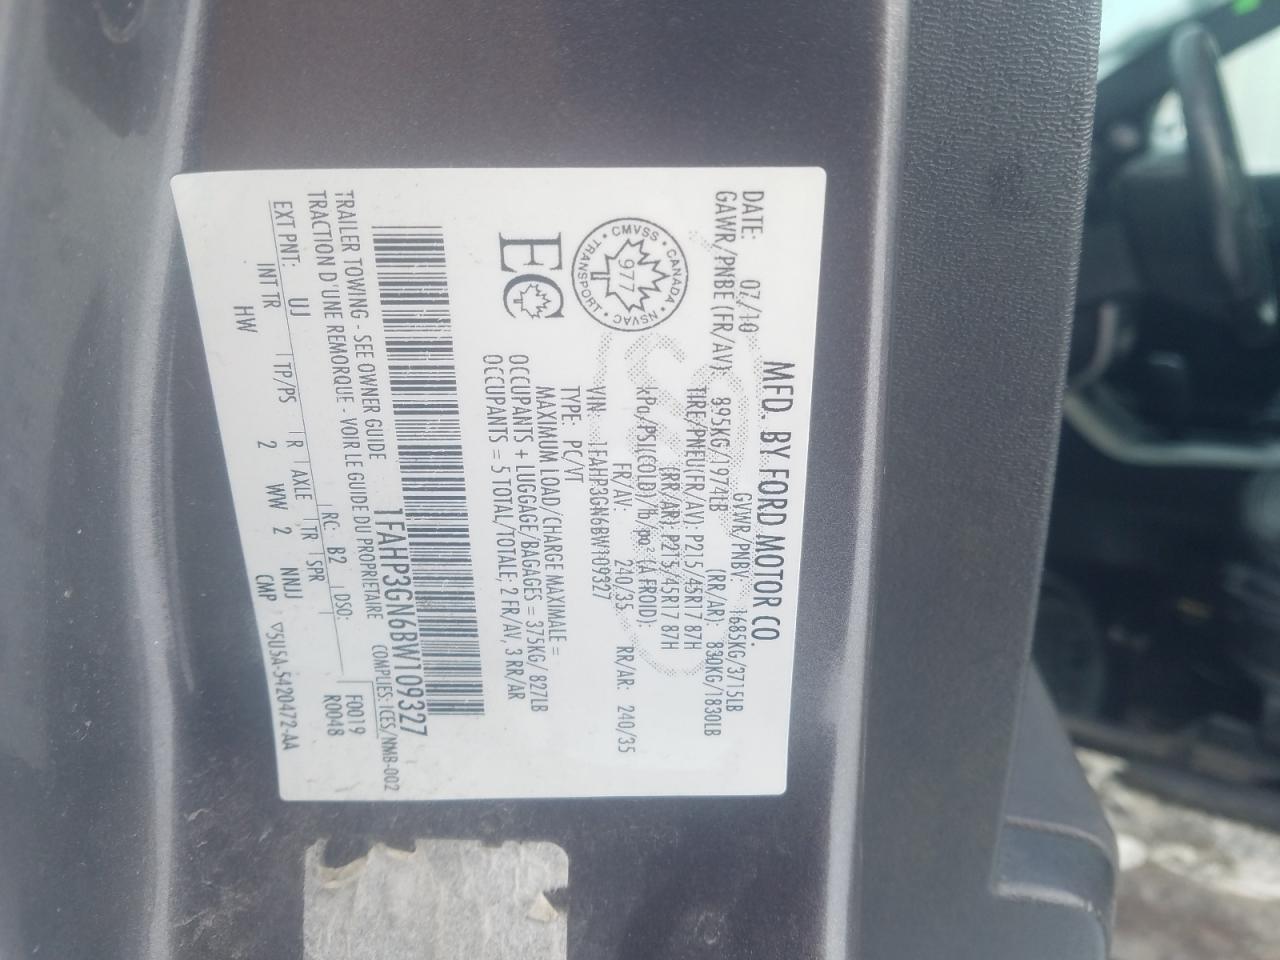 MFD. BY FORD MOTOR CO.
DATE: 07/10
GVWR/PNBV: 1685KG/3715LB
GAWR/PNBE (FR/AV): 895KG/1974LB (RR/AR): 830KG/1830LB
TIRE/PNEU(FR/AV): P215/45R17 87H
(RR/AR): P215/45R17 87H
kPa/PSI(COLD)/lb/po² (A FROID):
FR/AV: 240/35 RR/AR: 240/35
VIN: 1FAHP3GN6BW109327
TYPE: PC/VT
CMVSS • CANADA • NSVAC • TRANSPORT •
977
EC
MAXIMUM LOAD/CHARGE MAXIMALE =
OCCUPANTS + LUGGAGE/BAGAGES = 375KG/ 827LB
OCCUPANTS = 5 TOTAL/TOTALE; 2 FR/AV, 3 RR/AR
1FAHP3GN6BW109327
TRAILER TOWING - SEE OWNER GUIDE COMPLIES: ICES/NMB-002
TRACTION D'UNE REMORQUE - VOIR LE GUIDE DU PROPRIETAIRE
F0019
EXT PNT: UJ RC: B2 DSO: R0048
INT TR TP/PS R AXLE TR SPR
HW 2 WW 2 NNJJ CMP ▽5U5A-5420472-AA